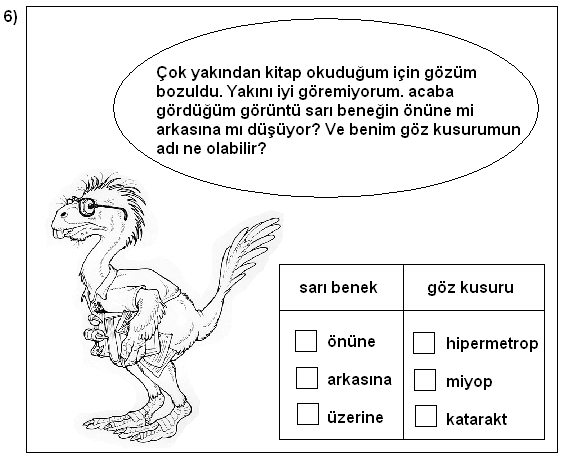 6)
Çok yakından kitap okuduğum için gözüm
bozuldu. Yakını iyi göremiyorum. acaba
gördüğüm görüntü sarı beneğin önüne mi
arkasına mı düşüyor? Ve benim göz kusurumun
adı ne olabilir?
sarı benek
göz kusuru
önüne
hipermetrop
arkasına
miyop
üzerine
katarakt